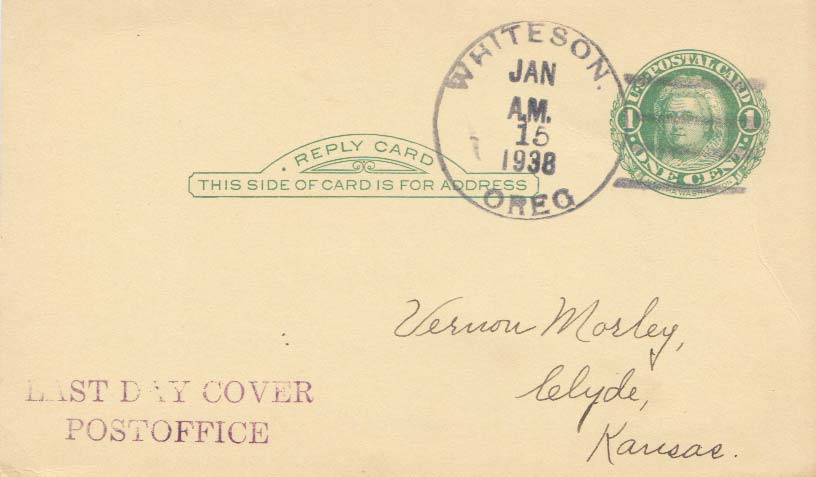 WHITESON.
JAN
A.M.
15
1938
OREG
U.S. POSTAL CARD
1 1
ONE CENT
REPLY CARD
THIS SIDE OF CARD IS FOR ADDRESS
Vernon Morley,
Clyde,
Kansas.
LAST DAY COVER
POSTOFFICE